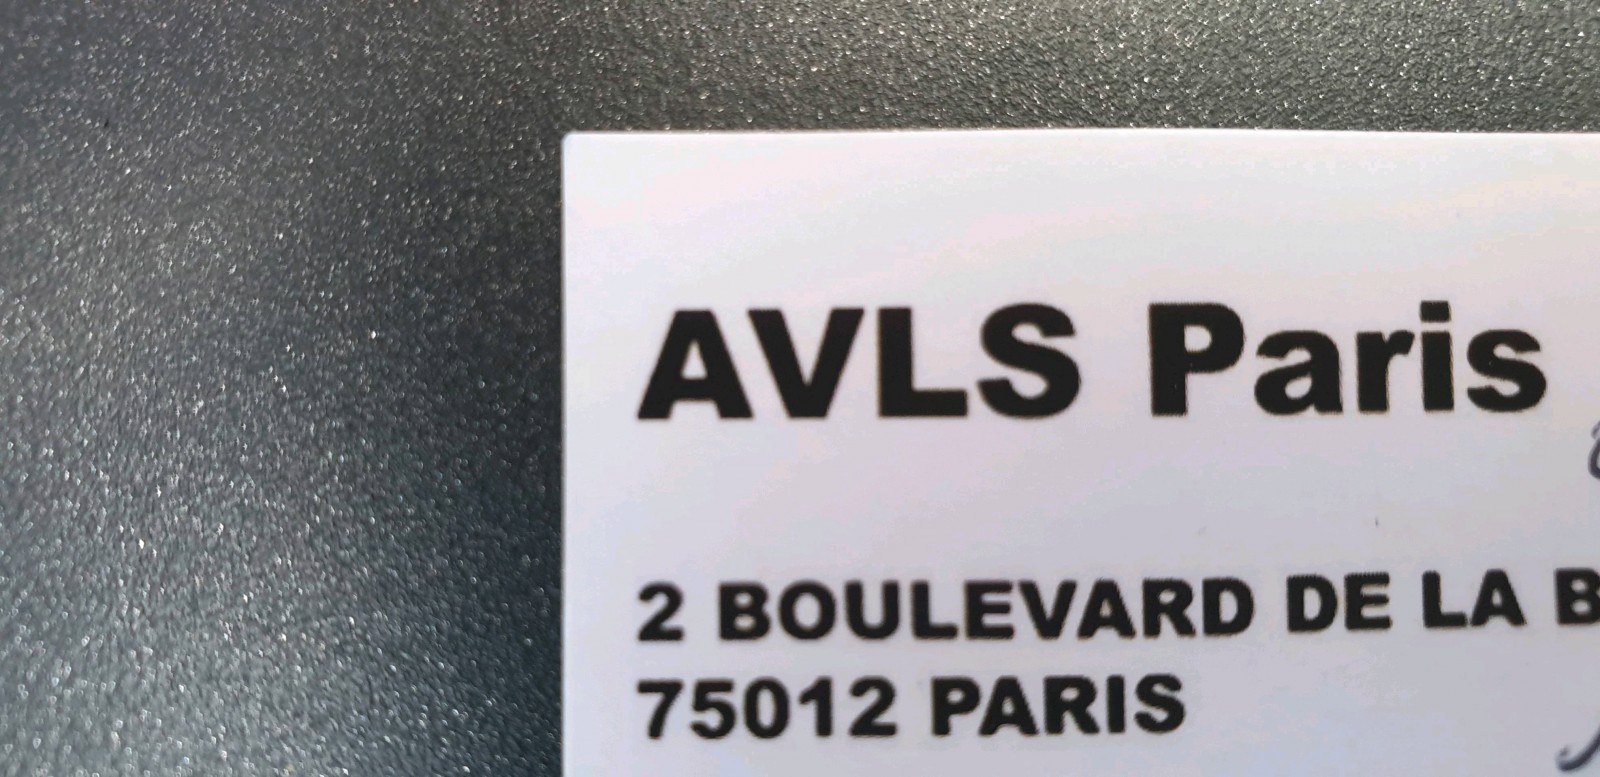 AVLS Paris
2 BOULEVARD DE LA B
75012 PARIS